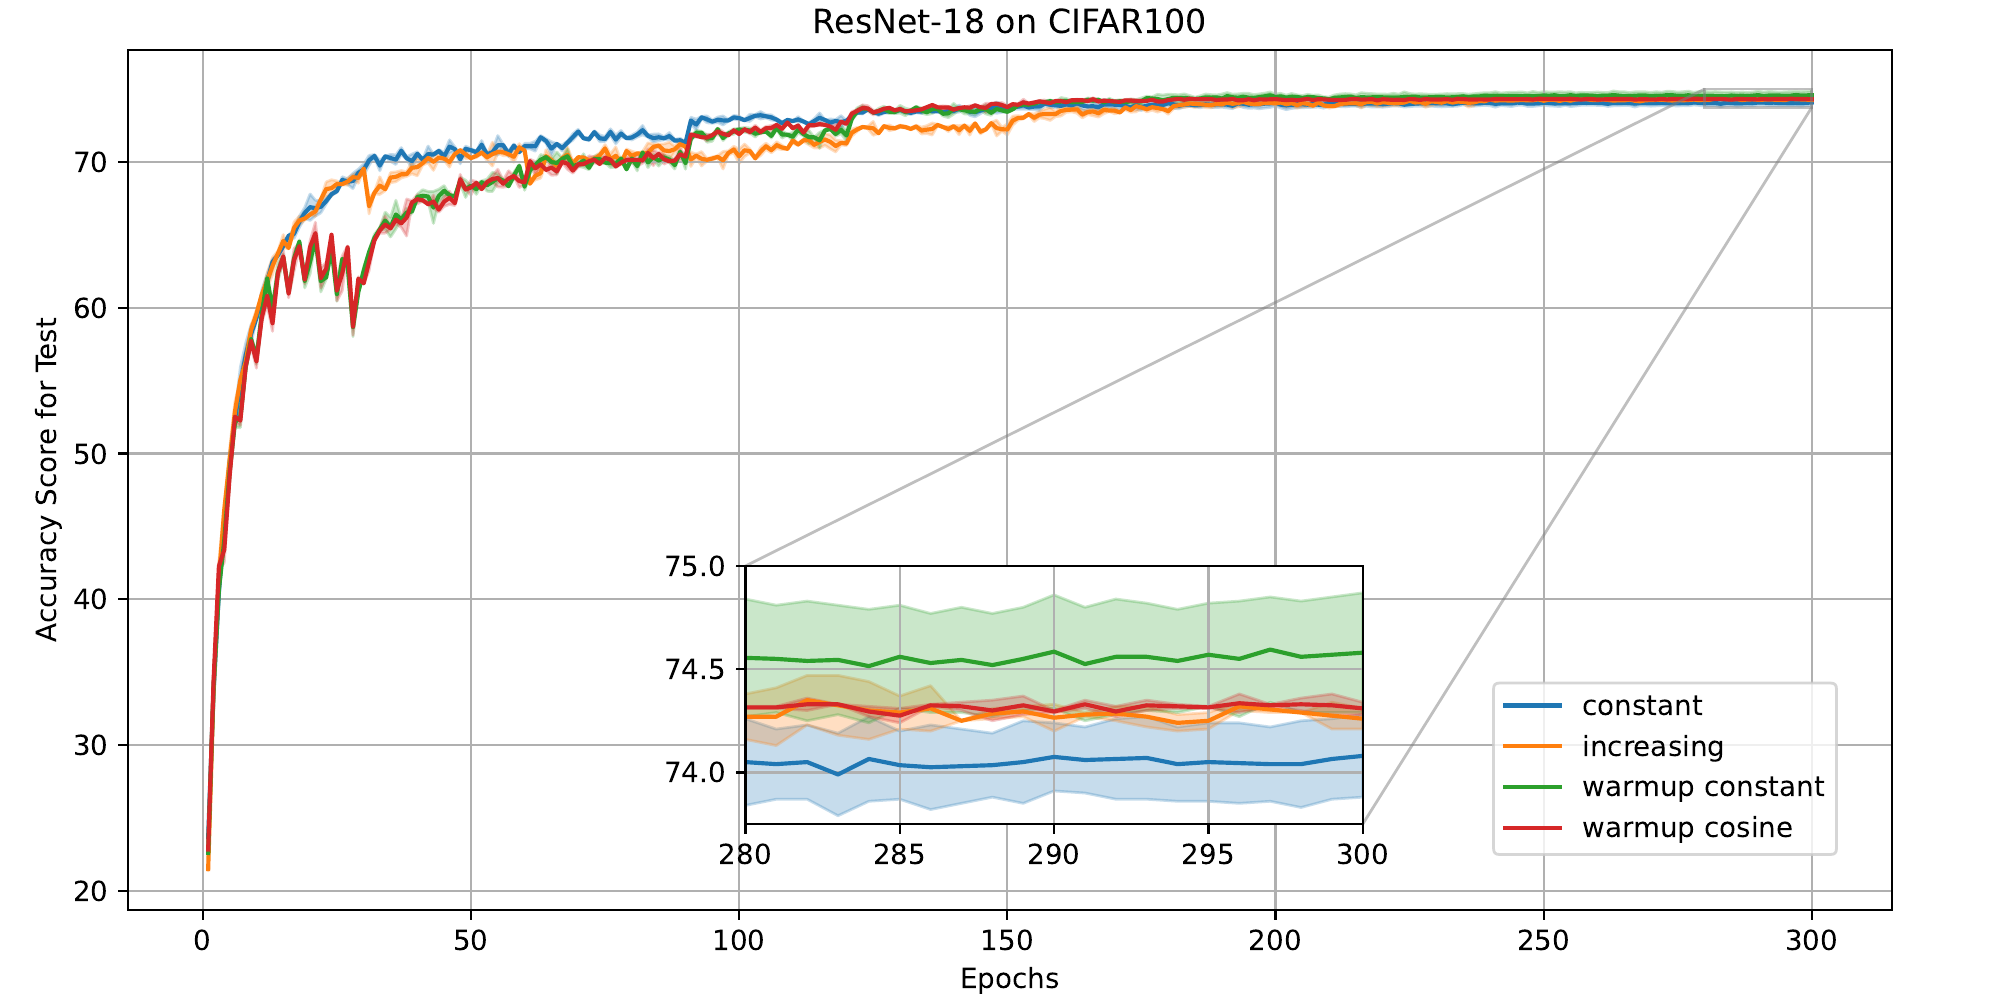 ResNet-18 on CIFAR100
Accuracy Score for Test
70
60
50
40
30
20
75.0
74.5
74.0
280 285 290 295 300
constant
increasing
warmup constant
warmup cosine
0 50 100 150 200 250 300
Epochs